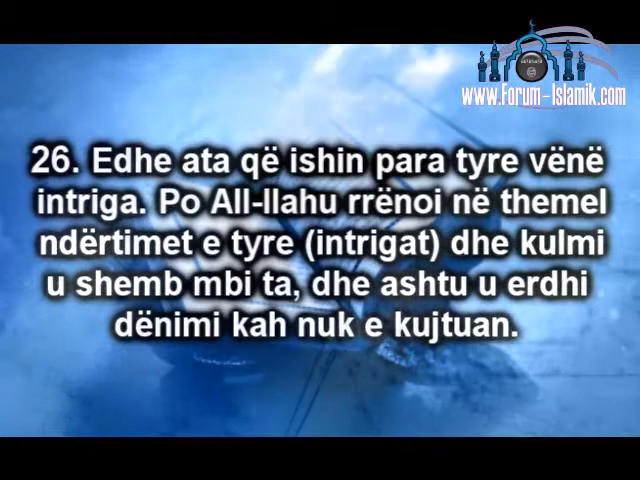 www.Forum-Islamik.com
26. Edhe ata që ishin para tyre vënë
intriga. Po All-llahu rrënoi në themel
ndërtimet e tyre (intrigat) dhe kulmi
u shemb mbi ta, dhe ashtu u erdhi
dënimi kah nuk e kujtuan.